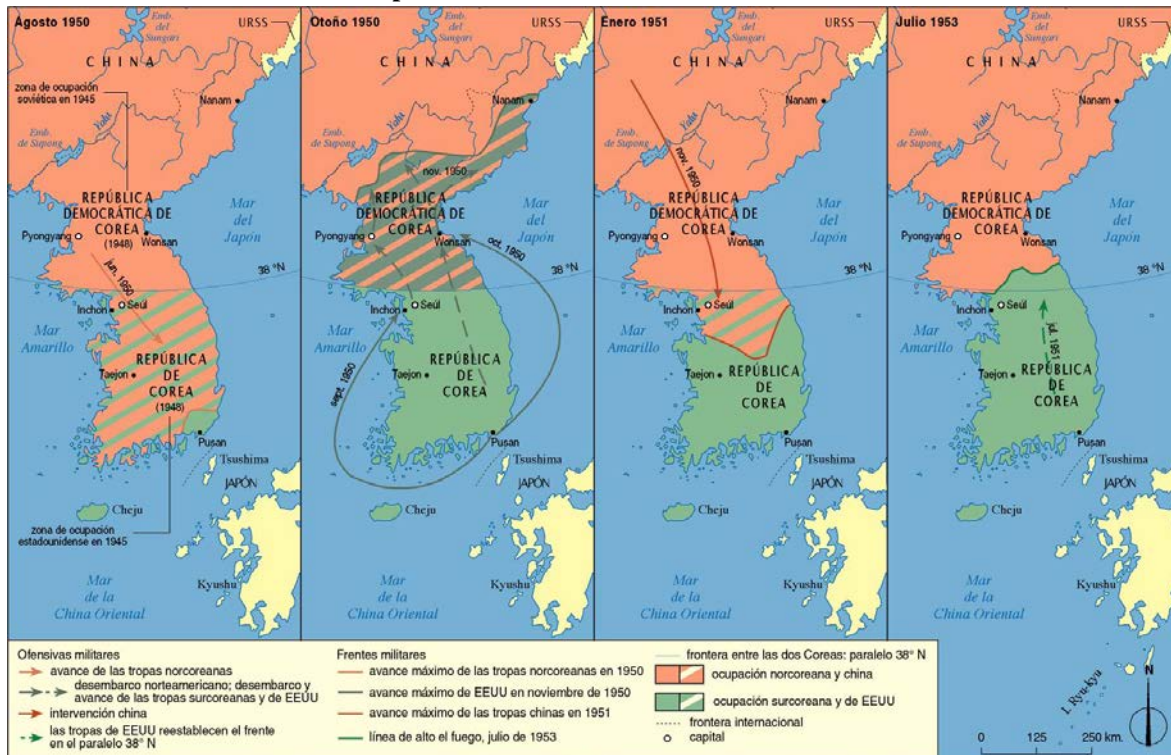 Agosto 1950
Emb. del Sungari
URSS
CHINA
zona de ocupación
soviética en 1945
Nanam
Yalu
Emb. de Supong
REPÚBLICA
DEMOCRÁTICA DE
COREA
(1948)
Mar
del
Japón
Pyongyang
Wonsan
jun. 1950
38 °N
Inchon
Seúl
Mar
Amarillo
REPÚBLICA
DE
COREA
(1948)
Taejon
Pusan
Tsushima
JAPÓN
Cheju
zona de ocupación
estadounidense en 1945
Kyushu
Mar
de la
China Oriental
Otoño 1950
Emb. del Sungari
URSS
CHINA
Nanam
Yalu
Emb. de Supong
nov. 1950
REPÚBLICA
DEMOCRÁTICA DE
COREA
Mar
del
Japón
Pyongyang
Wonsan
oct. 1950
38 °N
Inchon
Seúl
Mar
Amarillo
sept. 1950
REPÚBLICA
DE
COREA
Taejon
Pusan
Tsushima
JAPÓN
Cheju
Kyushu
Mar
de la
China Oriental
Enero 1951
Emb. del Sungari
URSS
CHINA
Nanam
Yalu
Emb. de Supong
nov. 1950
REPÚBLICA
DEMOCRÁTICA DE
COREA
Mar
del
Japón
Pyongyang
Wonsan
38 °N
Inchon
Seúl
Mar
Amarillo
Taejon
REPÚBLICA
DE
COREA
Pusan
Tsushima
JAPÓN
Cheju
Kyushu
Mar
de la
China Oriental
Julio 1953
Emb. del Sungari
URSS
CHINA
Nanam
Yalu
Emb. de Supong
REPÚBLICA
DEMOCRÁTICA DE
COREA
Mar
del
Japón
Pyongyang
Wonsan
38 °N
Inchon
Seúl
Mar
Amarillo
jul. 1951
Taejon
REPÚBLICA
DE
COREA
Pusan
Tsushima
JAPÓN
Cheju
Kyushu
Mar
de la
China Oriental
I. Ryu-kyu
N
0 125 250 km.
Ofensivas militares
avance de las tropas norcoreanas
desembarco norteamericano; desembarco y
avance de las tropas surcoreanas y de EEUU
intervención china
las tropas de EEUU reestablecen el frente
en el paralelo 38° N
Frentes militares
avance máximo de las tropas norcoreanas en 1950
avance máximo de EEUU en noviembre de 1950
avance máximo de las tropas chinas en 1951
línea de alto el fuego, julio de 1953
frontera entre las dos Coreas: paralelo 38° N
ocupación norcoreana y china
ocupación surcoreana y de EEUU
frontera internacional
capital